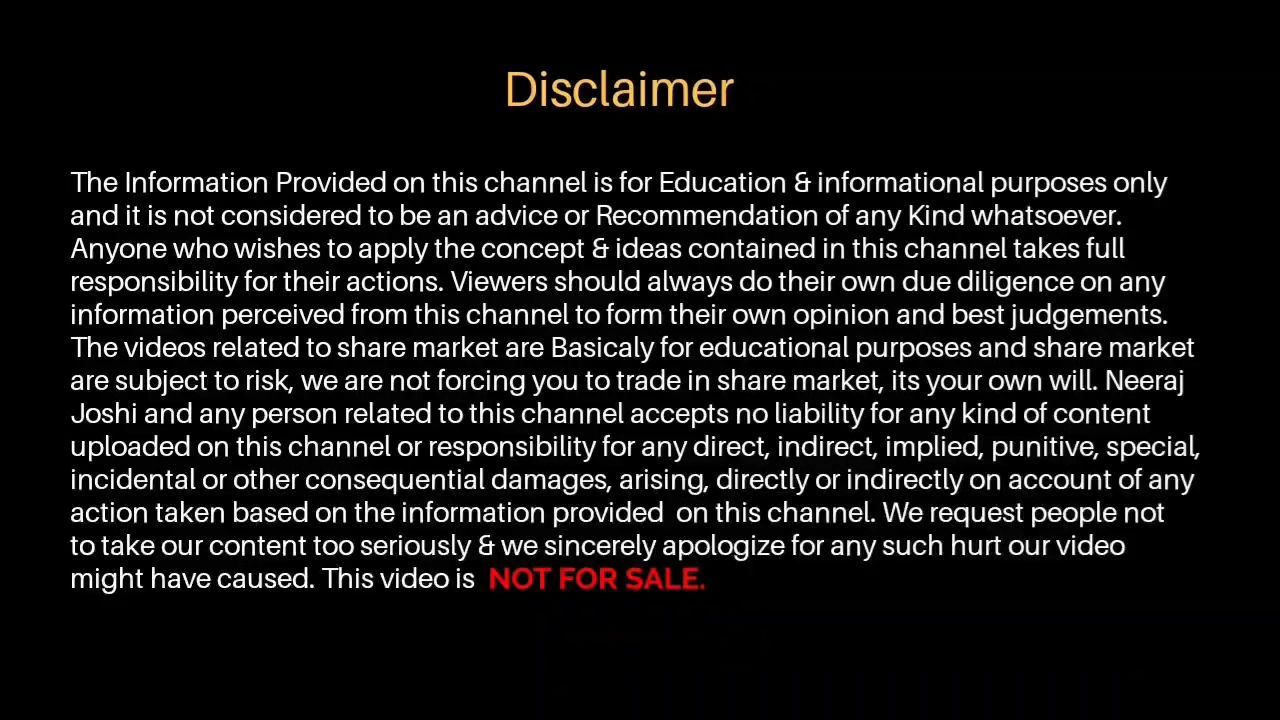 Disclaimer
The Information Provided on this channel is for Education & informational purposes only
and it is not considered to be an advice or Recommendation of any Kind whatsoever.
Anyone who wishes to apply the concept & ideas contained in this channel takes full
responsibility for their actions. Viewers should always do their own due diligence on any
information perceived from this channel to form their own opinion and best judgements.
The videos related to share market are Basicaly for educational purposes and share market
are subject to risk, we are not forcing you to trade in share market, its your own will. Neeraj
Joshi and any person related to this channel accepts no liability for any kind of content
uploaded on this channel or responsibility for any direct, indirect, implied, punitive, special,
incidental or other consequential damages, arising, directly or indirectly on account of any
action taken based on the information provided  on this channel. We request people not
to take our content too seriously & we sincerely apologize for any such hurt our video
might have caused. This video is  NOT FOR SALE.